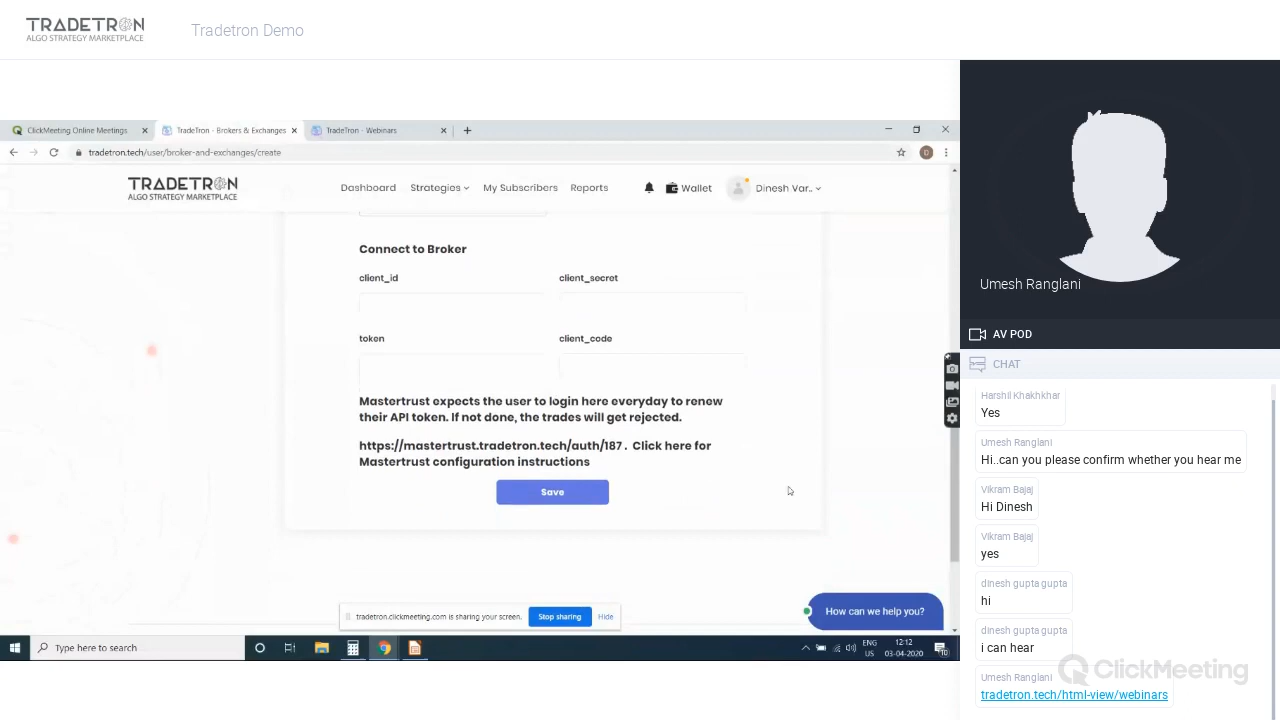 TRADETRON
ALGO STRATEGY MARKETPLACE
Tradetron Demo
ClickMeeting Online Meetings
TradeTron - Brokers & Exchanges
TradeTron - Webinars
tradetron.tech/user/broker-and-exchanges/create
D
TRADETRON
ALGO STRATEGY MARKETPLACE
Dashboard Strategies My Subscribers Reports Wallet Dinesh Var..
Connect to Broker
client_id client_secret
token client_code
Mastertrust expects the user to login here everyday to renew
their API token. If not done, the trades will get rejected.
https://mastertrust.tradetron.tech/auth/187 . Click here for
Mastertrust configuration instructions
Save
How can we help you?
tradetron.clickmeeting.com is sharing your screen. Stop sharing Hide
Type here to search
ENG
US
12:12
03-04-2020
10
Umesh Ranglani
AV POD
CHAT
Harshil Khakhkhar
Yes
Umesh Ranglani
Hi..can you please confirm whether you hear me
Vikram Bajaj
Hi Dinesh
Vikram Bajaj
yes
dinesh gupta gupta
hi
dinesh gupta gupta
i can hear
Umesh Ranglani
tradetron.tech/html-view/webinars
ClickMeeting